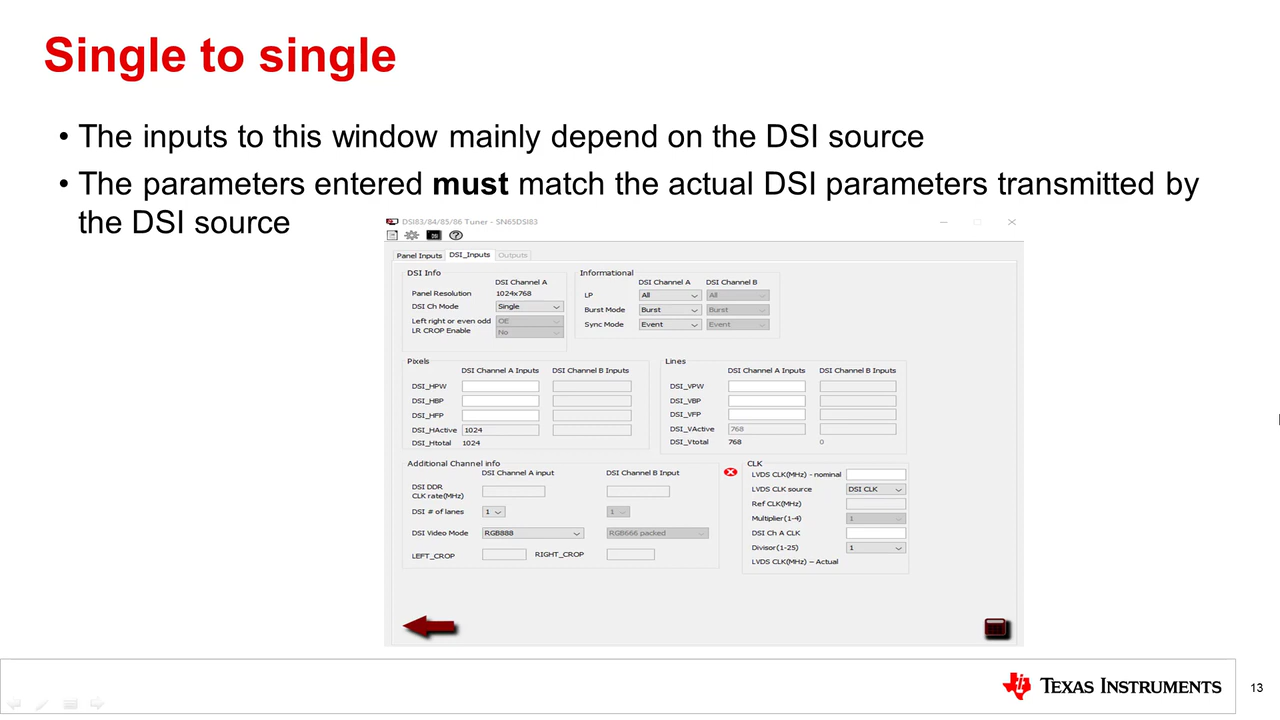 Single to single
• The inputs to this window mainly depend on the DSI source
• The parameters entered must match the actual DSI parameters transmitted by
the DSI source
DSI83/84/85/86 Tuner - SN65DSI83
Panel Inputs DSI_Inputs Outputs
DSI Info
DSI Channel A
Panel Resolution 1024x768
DSI Ch Mode Single
Left right or even odd OE
LR CROP Enable No
Informational
DSI Channel A DSI Channel B
LP All All
Burst Mode Burst Burst
Sync Mode Event Event
Pixels
DSI Channel A Inputs DSI Channel B Inputs
DSI_HPW
DSI_HBP
DSI_HFP
DSI_HActive 1024
DSI_Htotal 1024
Lines
DSI Channel A Inputs DSI Channel B Inputs
DSI_VPW
DSI_VBP
DSI_VFP
DSI_VActive 768
DSI_Vtotal 768 0
Additional Channel info
DSI Channel A input DSI Channel B Input
DSI DDR
CLK rate(MHz)
DSI # of lanes 1 1
DSI Video Mode RGB888 RGB666 packed
LEFT_CROP RIGHT_CROP
CLK
LVDS CLK(MHz) - nominal
LVDS CLK source DSI CLK
Ref CLK(MHz)
Multiplier(1-4) 1
DSI Ch A CLK
Divisor(1-25) 1
LVDS CLK(MHz) – Actual
TEXAS INSTRUMENTS
13